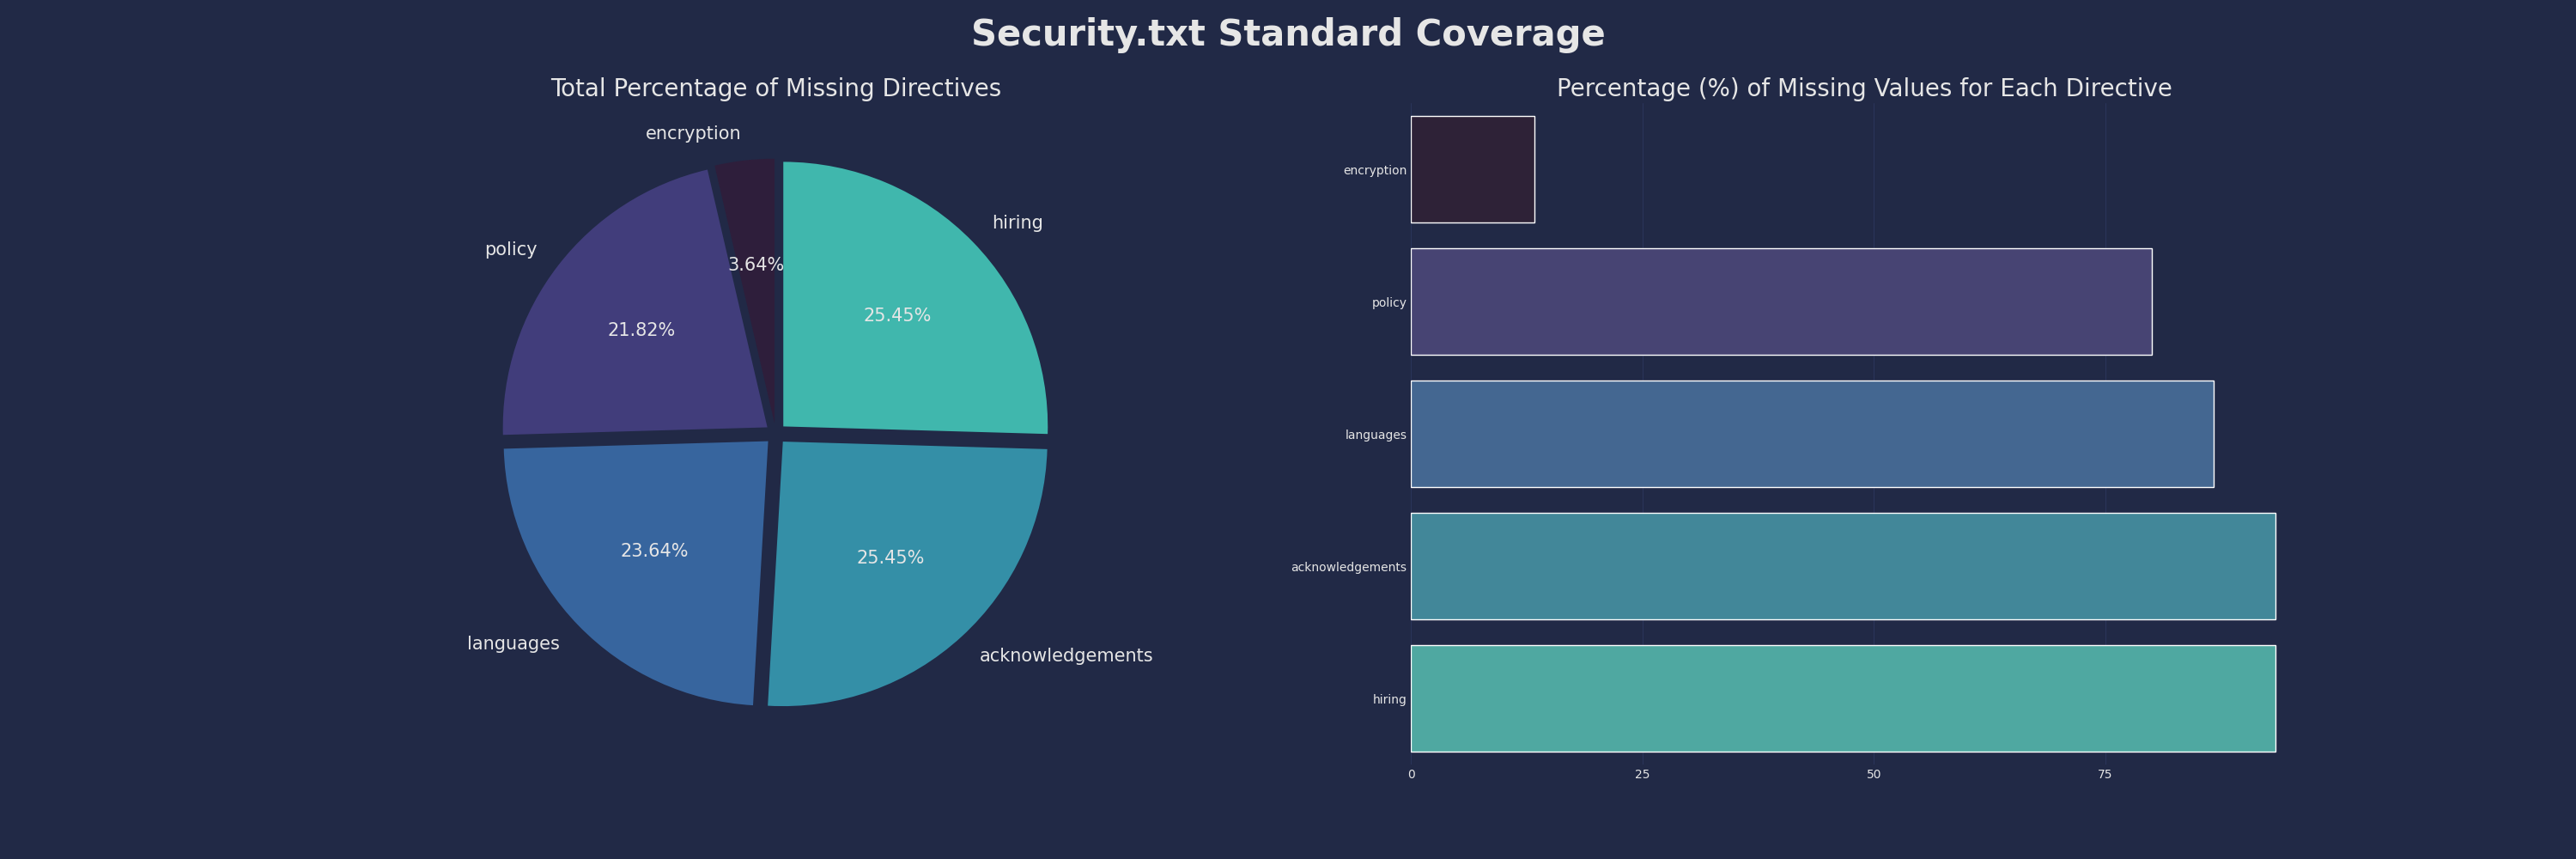 Security.txt Standard Coverage
Total Percentage of Missing Directives
encryption
hiring
policy
3.64%
25.45%
21.82%
23.64%
25.45%
languages
acknowledgements
Percentage (%) of Missing Values for Each Directive
encryption
policy
languages
acknowledgements
hiring
0 25 50 75